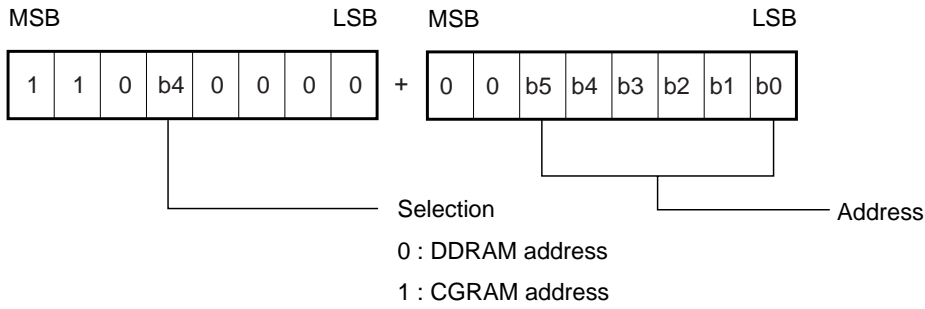 MSB LSB MSB LSB
1 1 0 b4 0 0 0 0 + 0 0 b5 b4 b3 b2 b1 b0
Selection Address
0 : DDRAM address
1 : CGRAM address